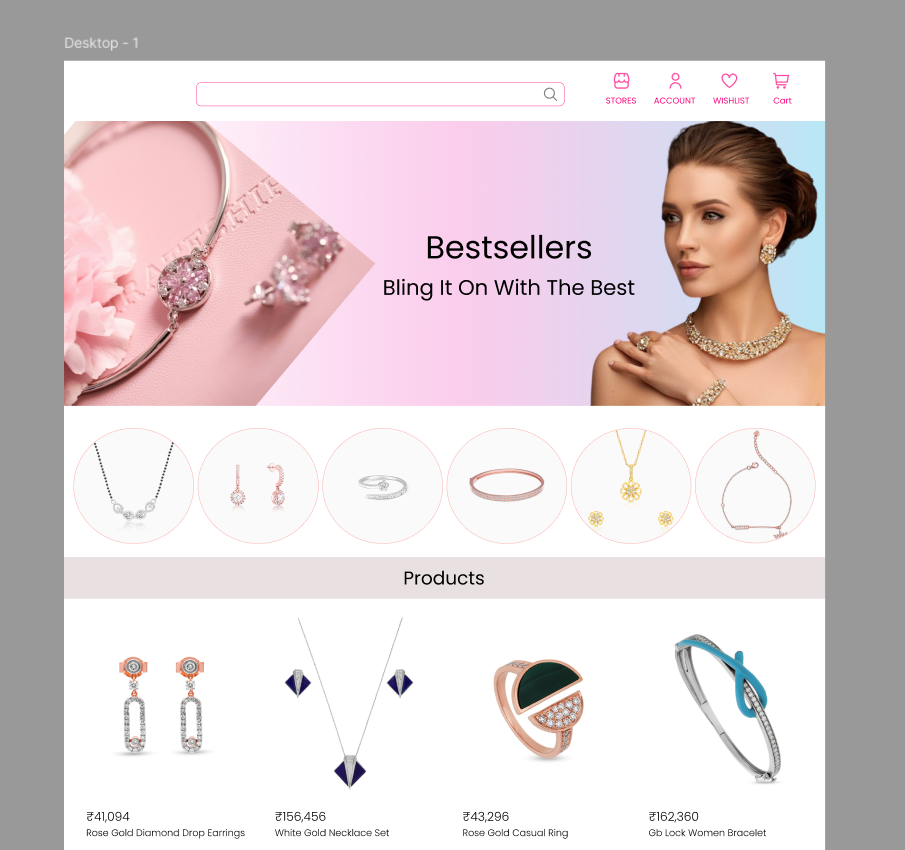 Desktop - 1
STORES ACCOUNT WISHLIST Cart
Bestsellers
Bling It On With The Best
Products
₹41,094
Rose Gold Diamond Drop Earrings
₹156,456
White Gold Necklace Set
₹43,296
Rose Gold Casual Ring
₹162,360
Gb Lock Women Bracelet